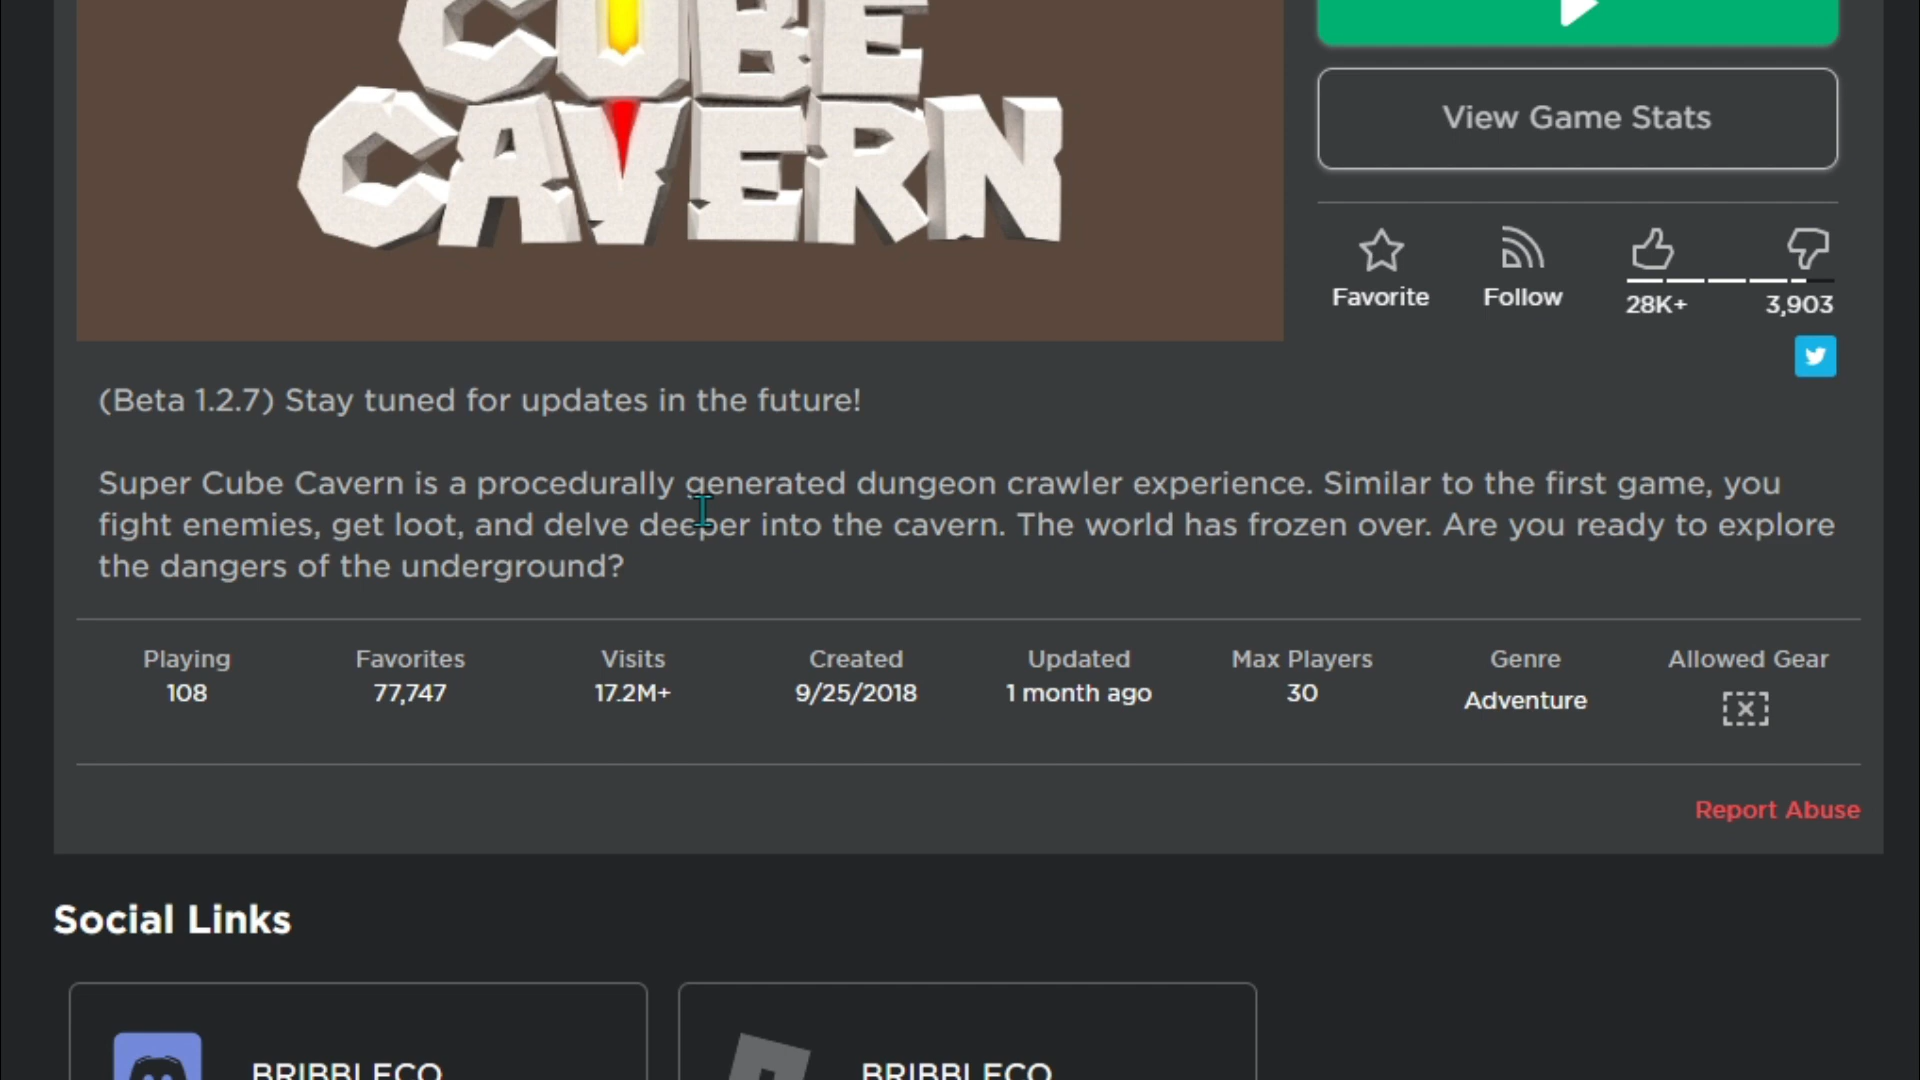 CUBE
CAVERN
View Game Stats
Favorite
Follow
28K+
3,903
(Beta 1.2.7) Stay tuned for updates in the future!
Super Cube Cavern is a procedurally generated dungeon crawler experience. Similar to the first game, you
fight enemies, get loot, and delve deeper into the cavern. The world has frozen over. Are you ready to explore
the dangers of the underground?
Playing
Favorites
Visits
Created
Updated
Max Players
Genre
Allowed Gear
108
77,747
17.2M+
9/25/2018
1 month ago
30
Adventure
Report Abuse
Social Links
BRIBBLECO
BRIBBLECO